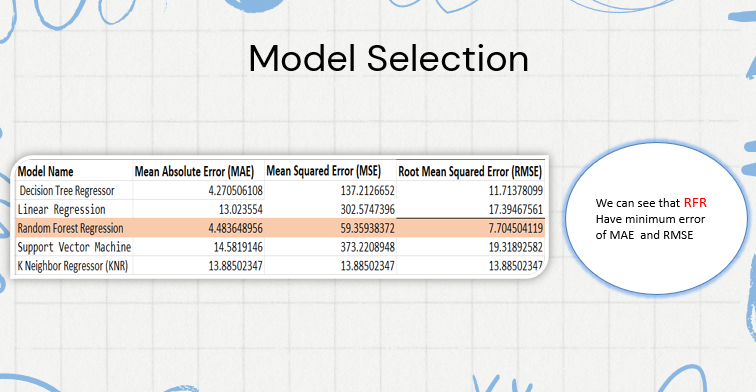 Model Selection
Model Name Mean Absolute Error (MAE) Mean Squared Error (MSE) Root Mean Squared Error (RMSE)
Decision Tree Regressor 4.270506108 137.2126652 11.71378099
Linear Regression 13.023554 302.5747396 17.39467561
Random Forest Regression 4.483648956 59.35938372 7.704504119
Support Vector Machine 14.5819146 373.2208948 19.31892582
K Neighbor Regressor (KNR) 13.88502347 13.88502347 13.88502347
We can see that RFR
Have minimum error
of MAE and RMSE